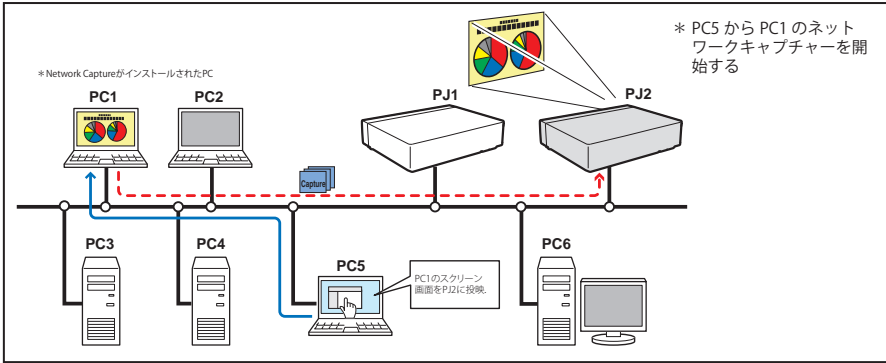 ＊ PC5 から PC1 のネット
ワークキャプチャーを開
始する
＊Network CaptureがインストールされたPC
PC1
PC2
PJ1
PJ2
Capture
PC3
PC4
PC5
PC6
PC1のスクリーン
画面をPJ2に投映.